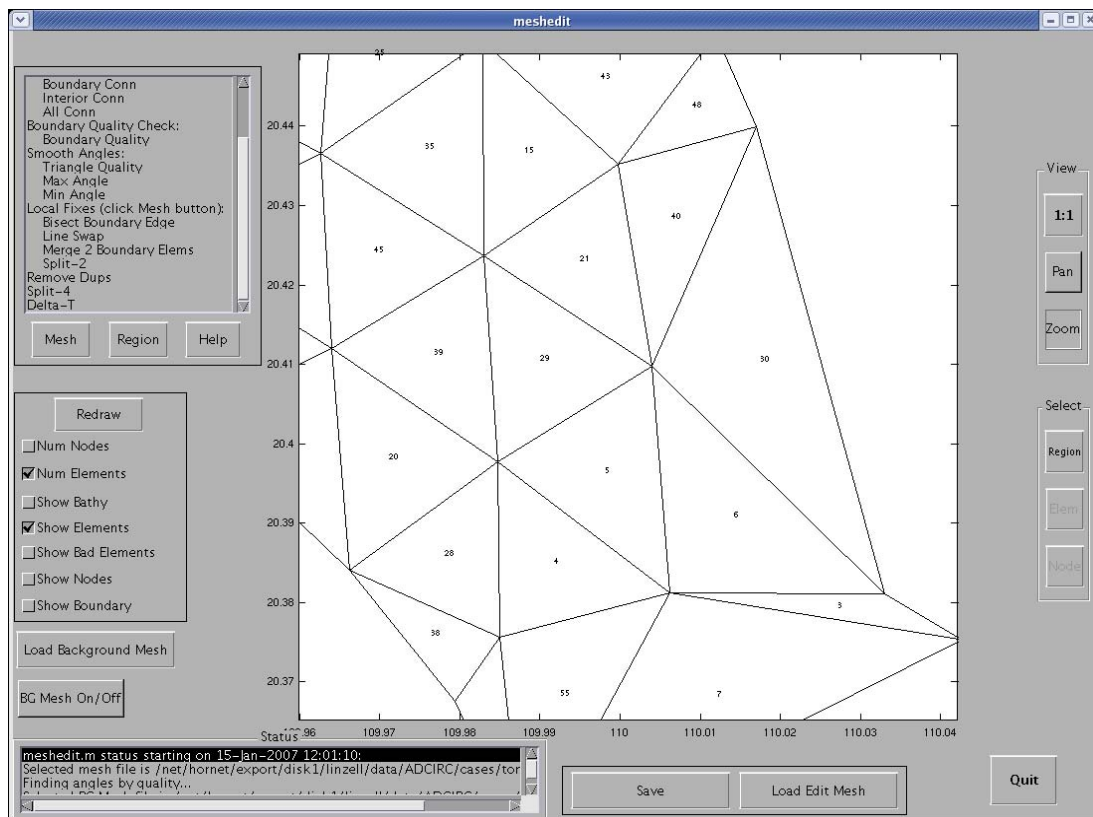 meshedit
Boundary Conn
Interior Conn
All Conn
Boundary Quality Check:
Boundary Quality
Smooth Angles:
Triangle Quality
Max Angle
Min Angle
Local Fixes (click Mesh button):
Bisect Boundary Edge
Line Swap
Merge 2 Boundary Elems
Split-2
Remove Dups
Split-4
Delta-T
Mesh Region Help
Redraw
Num Nodes
Num Elements
Show Bathy
Show Elements
Show Bad Elements
Show Nodes
Show Boundary
Load Background Mesh
BG Mesh On/Off
25
43
48
35
15
40
45
21
39
29
30
20
5
6
28
4
3
38
55
7
20.44
20.43
20.42
20.41
20.4
20.39
20.38
20.37
109.96 109.97 109.98 109.99 110 110.01 110.02 110.03 110.04
View
1:1
Pan
Zoom
Select
Region
Elem
Node
Status
meshedit.m status starting on 15-Jan-2007 12:01:10:
Selected mesh file is /net/hornet/export/disk1/linzell/data/ADCIRC/cases/tor
Finding angles by quality...
Save
Load Edit Mesh
Quit